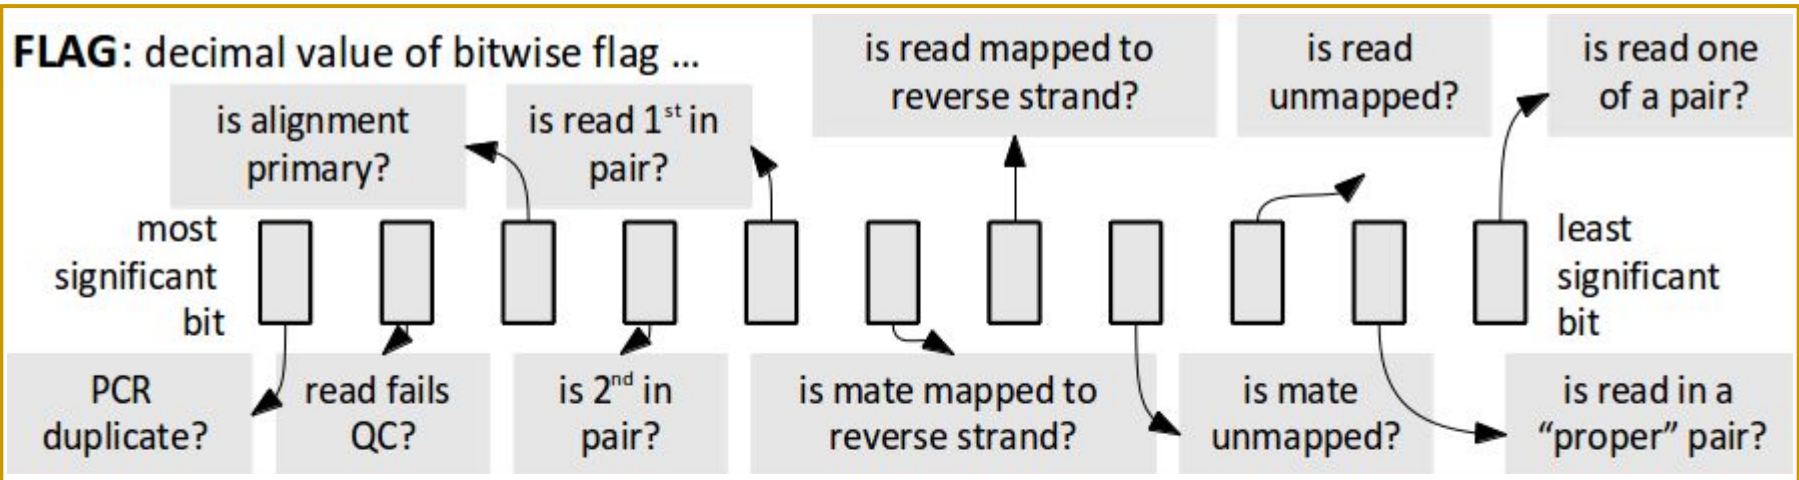 FLAG: decimal value of bitwise flag ...
is alignment
primary?
is read 1st in
pair?
is read mapped to
reverse strand?
is read
unmapped?
is read one
of a pair?
most
significant
bit
least
significant
bit
PCR
duplicate?
read fails
QC?
is 2nd in
pair?
is mate mapped to
reverse strand?
is mate
unmapped?
is read in a
“proper” pair?